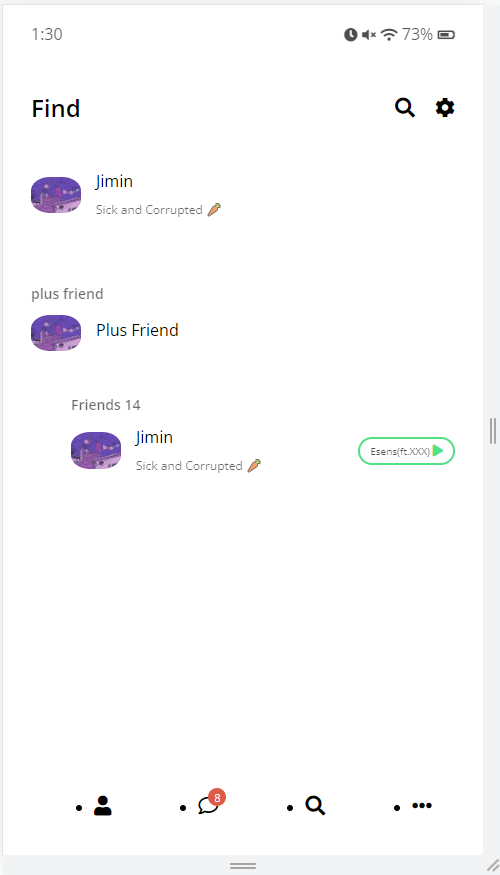 1:30 73%
Find
Jimin
Sick and Corrupted 🥕
plus friend
Plus Friend
Friends 14
Jimin
Sick and Corrupted 🥕 Esens(ft.XXX)
8